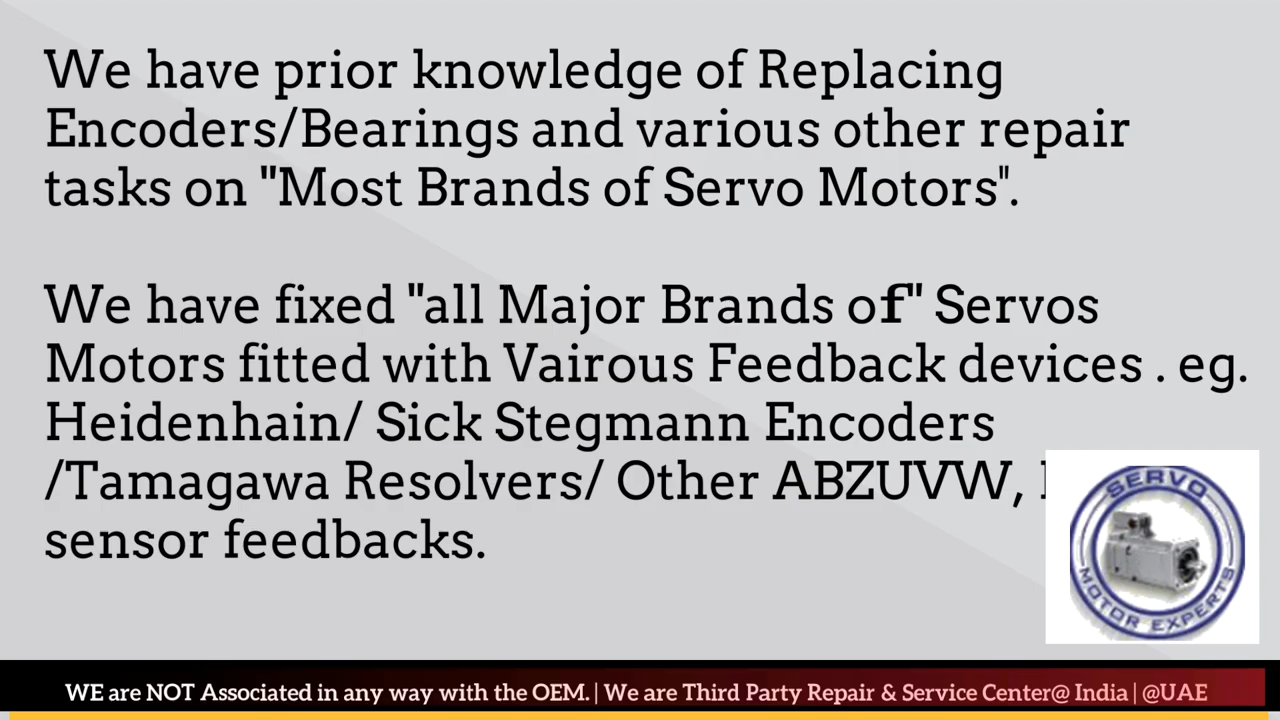 We have prior knowledge of Replacing
Encoders/Bearings and various other repair
tasks on "Most Brands of Servo Motors".
We have fixed "all Major Brands of" Servos
Motors fitted with Vairous Feedback devices . eg.
Heidenhain/ Sick Stegmann Encoders
/Tamagawa Resolvers/ Other ABZUVW,
sensor feedbacks.
SERVO
MOTOR EXPERTS
WE are NOT Associated in any way with the OEM. | We are Third Party Repair & Service Center@ India | @UAE